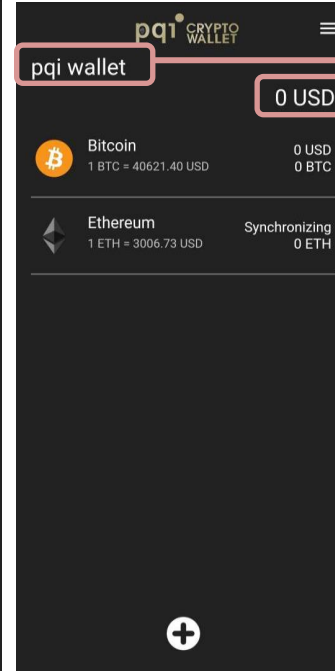 pqi CRYPTO WALLET
pqi wallet
0 USD
Bitcoin
0 USD
1 BTC = 40621.40 USD
0 BTC
Ethereum
Synchronizing
1 ETH = 3006.73 USD
0 ETH